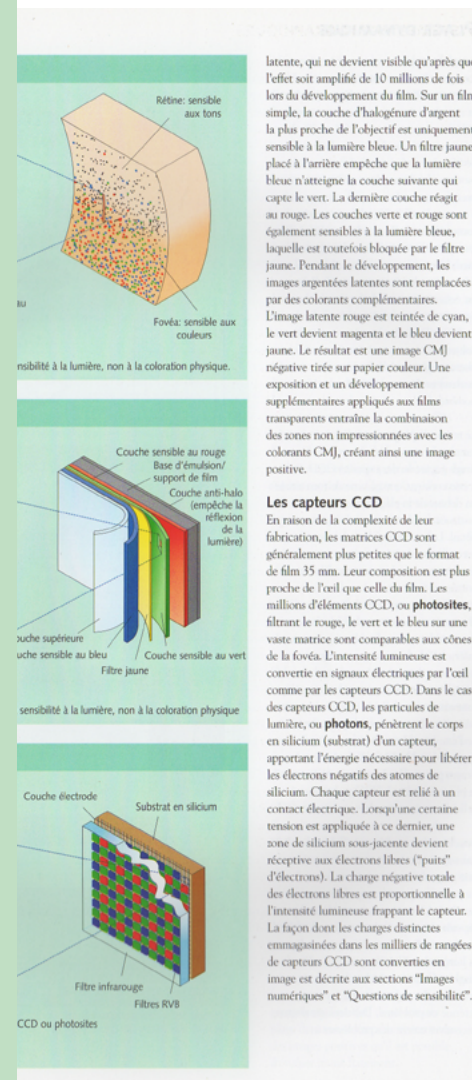 Rétine: sensible
aux tons
Fovéa: sensible aux
couleurs
sensibilité à la lumière, non à la coloration physique.
Couche sensible au rouge
Base d'émulsion/
support de film
Couche anti-halo
(empêche la
réflexion
de la
lumière)
couche supérieure
couche sensible au bleu
Couche sensible au vert
Filtre jaune
sensibilité à la lumière, non à la coloration physique
Couche électrode
Substrat en silicium
Filtre infrarouge
Filtres RVB
CCD ou photosites
latente, qui ne devient visible qu'après que
l'effet soit amplifié de 10 millions de fois
lors du développement du film. Sur un film
simple, la couche d'halogénure d'argent
la plus proche de l'objectif est uniquement
sensible à la lumière bleue. Un filtre jaune
placé à l'arrière empêche que la lumière
bleue n'atteigne la couche suivante qui
capte le vert. La dernière couche réagit
au rouge. Les couches verte et rouge sont
également sensibles à la lumière bleue,
laquelle est toutefois bloquée par le filtre
jaune. Pendant le développement, les
images argentées latentes sont remplacées
par des colorants complémentaires.
L'image latente rouge est teintée de cyan,
le vert devient magenta et le bleu devient
jaune. Le résultat est une image CMJ
négative tirée sur papier couleur. Une
exposition et un développement
supplémentaires appliqués aux films
transparents entraîne la combinaison
des zones non impressionnées avec les
colorants CMJ, créant ainsi une image
positive.
Les capteurs CCD
En raison de la complexité de leur
fabrication, les matrices CCD sont
généralement plus petites que le format
de film 35 mm. Leur composition est plus
proche de l'œil que celle du film. Les
millions d'éléments CCD, ou photosites,
filtrant le rouge, le vert et le bleu sur une
vaste matrice sont comparables aux cônes
de la fovéa. L'intensité lumineuse est
convertie en signaux électriques par l'œil
comme par les capteurs CCD. Dans le cas
des capteurs CCD, les particules de
lumière, ou photons, pénètrent le corps
en silicium (substrat) d'un capteur,
apportant l'énergie nécessaire pour libérer
les électrons négatifs des atomes de
silicium. Chaque capteur est relié à un
contact électrique. Lorsqu'une certaine
tension est appliquée à ce dernier, une
zone de silicium sous-jacente devient
réceptive aux électrons libres ("puits"
d'électrons). La charge négative totale
des électrons libres est proportionnelle à
l'intensité lumineuse frappant le capteur.
La façon dont les charges distinctes
emmagasinées dans les milliers de rangées
de capteurs CCD sont converties en
image est décrite aux sections "Images
numériques" et "Questions de sensibilité".